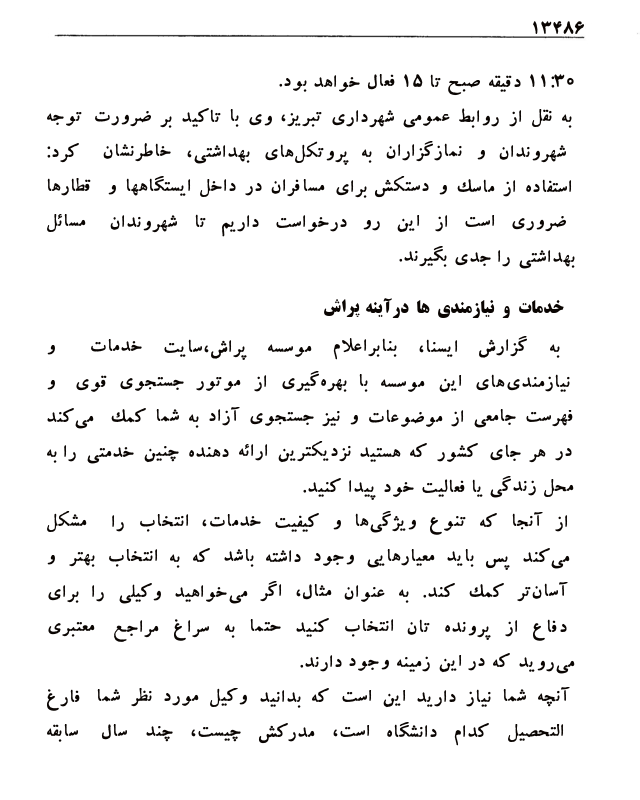 ۱۳۴۸۶
۱۱:۳۰ دقیقه صبح تا ۱۵ فعال خواهد بود.
به نقل از روابط عمومی شهرداری تبریز، وی با تاکید بر ضرورت توجه
شهروندان و نمازگزاران به پروتکل‌های بهداشتی، خاطرنشان کرد:
استفاده از ماسك و دستکش برای مسافران در داخل ایستگاهها و قطارها
ضروری است از این رو درخواست داریم تا شهروندان مسائل
بهداشتی را جدی بگیرند.
خدمات و نیازمندی ها درآینه پراش
به گزارش ایسنا، بنابراعلام موسسه پراش،سایت خدمات و
نیازمندی‌های این موسسه با بهره‌گیری از موتور جستجوی قوی و
فهرست جامعی از موضوعات و نیز جستجوی آزاد به شما کمك می‌کند
در هر جای کشور که هستید نزدیکترین ارائه دهنده چنین خدمتی را به
محل زندگی یا فعالیت خود پیدا کنید.
از آنجا که تنوع ویژگی‌ها و کیفیت خدمات، انتخاب را مشکل
می‌کند پس باید معیارهایی وجود داشته باشد که به انتخاب بهتر و
آسان‌تر کمك کند. به عنوان مثال، اگر می‌خواهید وکیلی را برای
دفاع از پرونده تان انتخاب کنید حتما به سراغ مراجع معتبری
می‌روید که در این زمینه وجود دارند.
آنچه شما نیاز دارید این است که بدانید وکیل مورد نظر شما فارغ
التحصیل کدام دانشگاه است، مدرکش چیست، چند سال سابقه